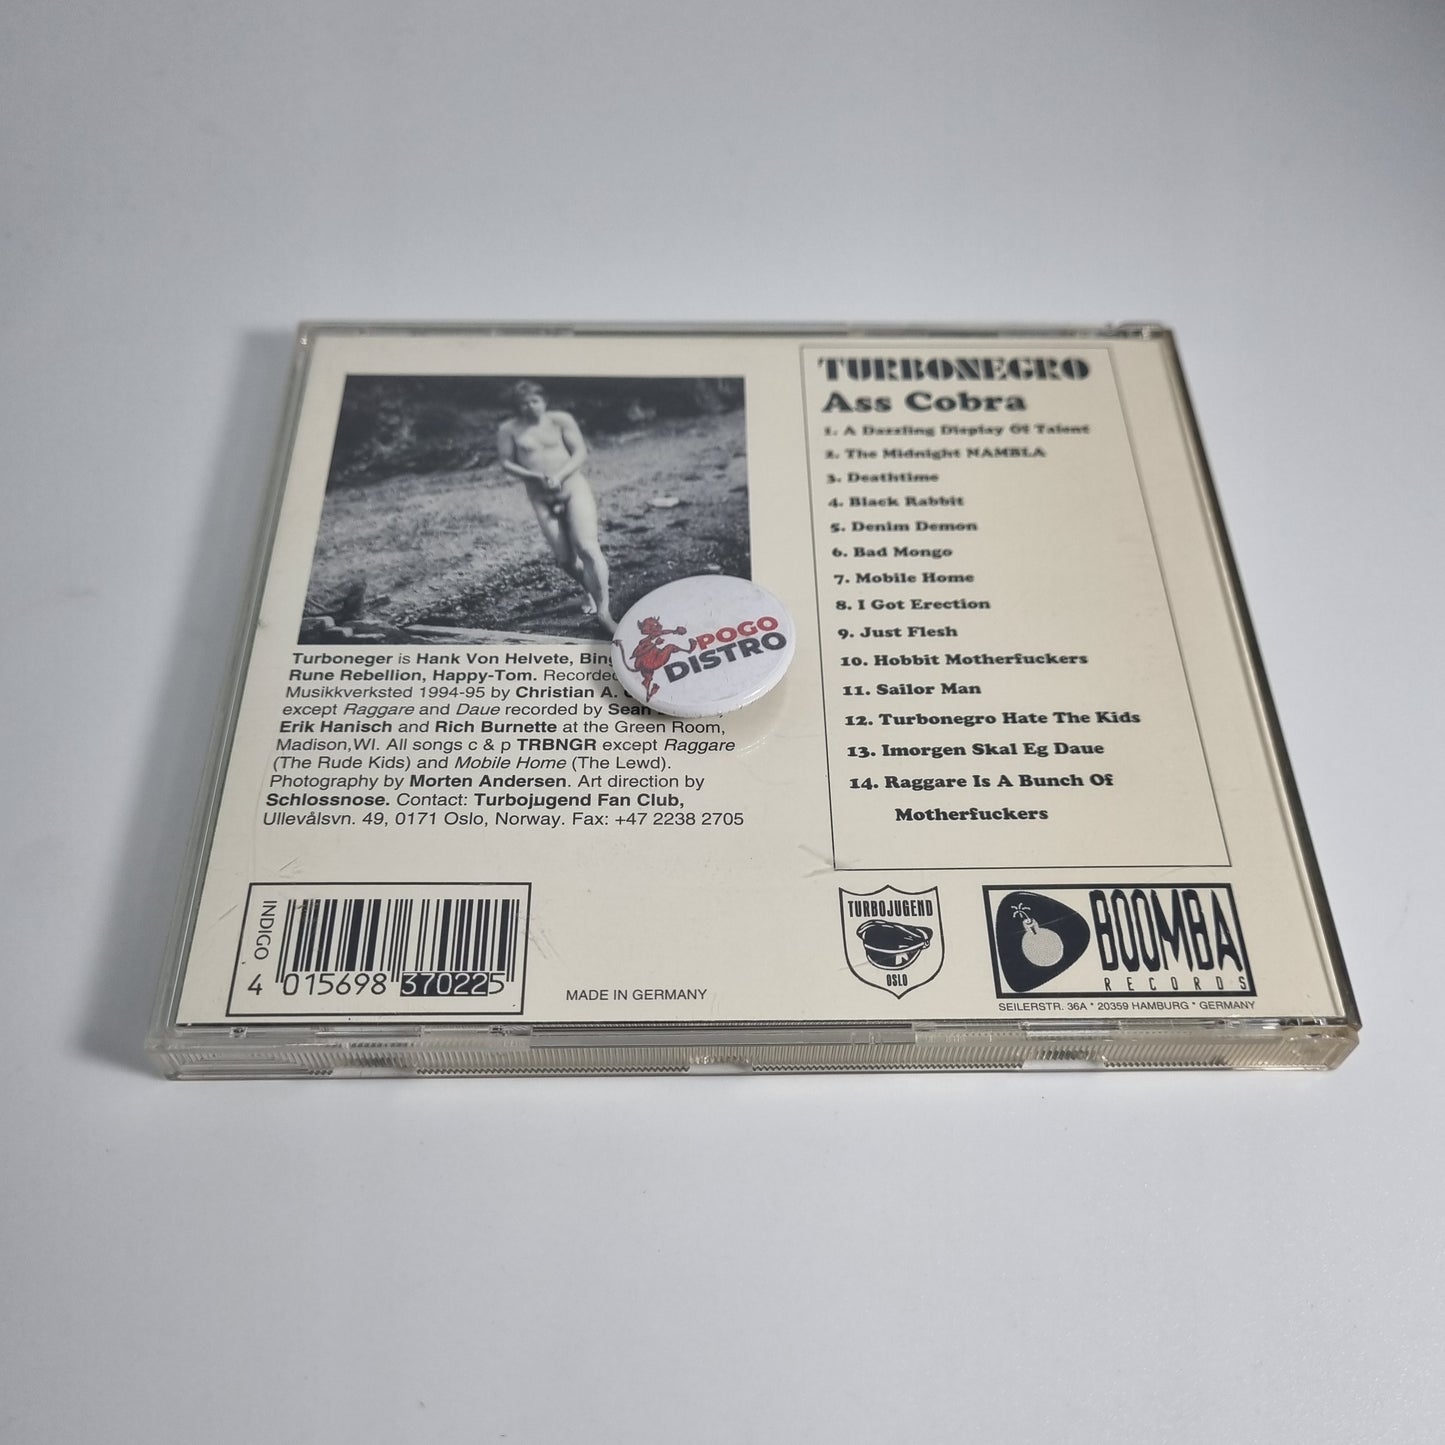 TURBONEGRO
Ass Cobra
1. A Dazzling Display Of Talent
2. The Midnight NAMBLA
3. Deathtime
4. Black Rabbit
5. Denim Demon
6. Bad Mongo
7. Mobile Home
8. I Got Erection
9. Just Flesh
10. Hobbit Motherfuckers
11. Sailor Man
12. Turbonegro Hate The Kids
13. Imorgen Skal Eg Daue
14. Raggare Is A Bunch Of
Motherfuckers
POGO
DISTRO
Turboneger is Hank Von Helvete,
Rune Rebellion, Happy-Tom. Recorded
Musikkverksted 1994-95 by Christian A.
except Raggare and Daue recorded by Sean
Erik Hanisch and Rich Burnette at the Green Room,
Madison,WI. All songs c & p TRBNGR except Raggare
(The Rude Kids) and Mobile Home (The Lewd).
Photography by Morten Andersen. Art direction by
Schlossnose. Contact: Turbojugend Fan Club,
Ullevålsvn. 49, 0171 Oslo, Norway. Fax: +47 2238 2705
INDIGO
4 015698 370225
MADE IN GERMANY
TURBOJUGEND
OSLO
BOOMBA
RECORDS
SEILERSTR. 36A * 20359 HAMBURG * GERMANY